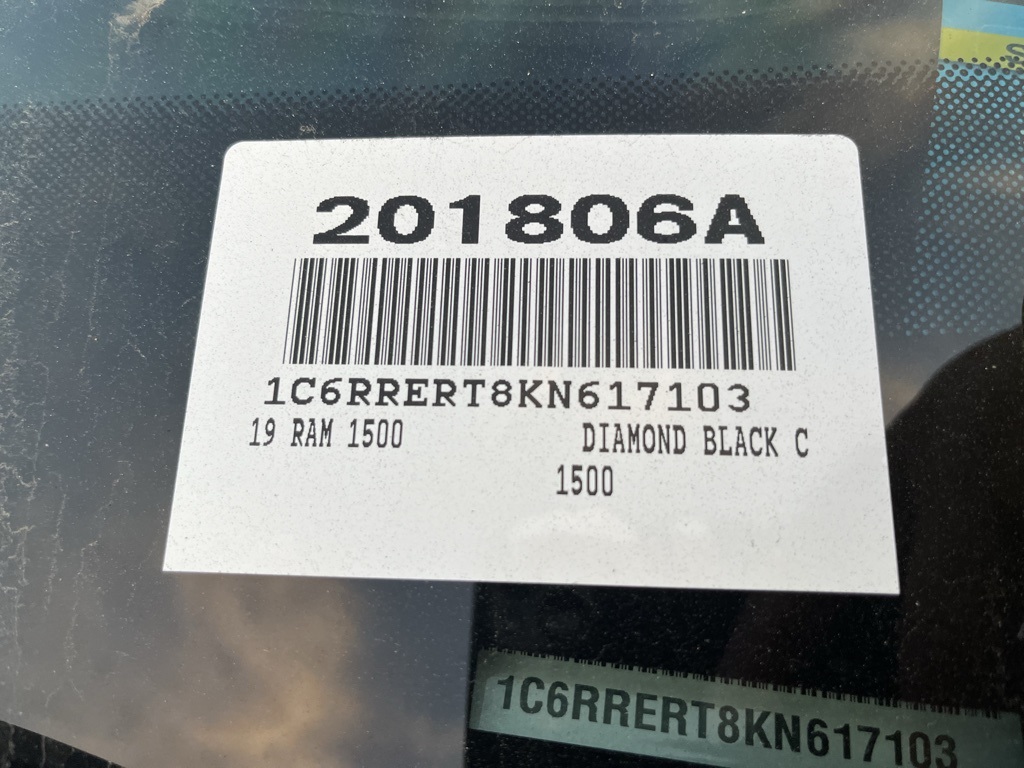 201806A
1C6RRERT8KN617103
19 RAM 1500 DIAMOND BLACK C
1500
1C6RRERT8KN617103